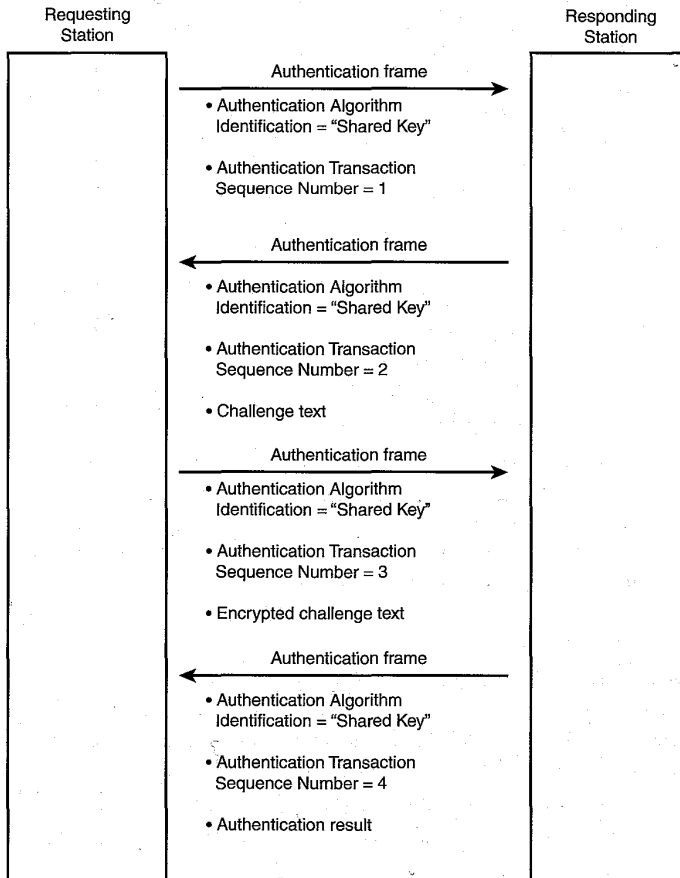 Requesting
Station
Responding
Station
Authentication frame
• Authentication Algorithm
Identification = “Shared Key”
• Authentication Transaction
Sequence Number = 1
Authentication frame
• Authentication Algorithm
Identification = “Shared Key”
• Authentication Transaction
Sequence Number = 2
• Challenge text
Authentication frame
• Authentication Algorithm
Identification = “Shared Key”
• Authentication Transaction
Sequence Number = 3
• Encrypted challenge text
Authentication frame
• Authentication Algorithm
Identification = “Shared Key”
• Authentication Transaction
Sequence Number = 4
• Authentication result